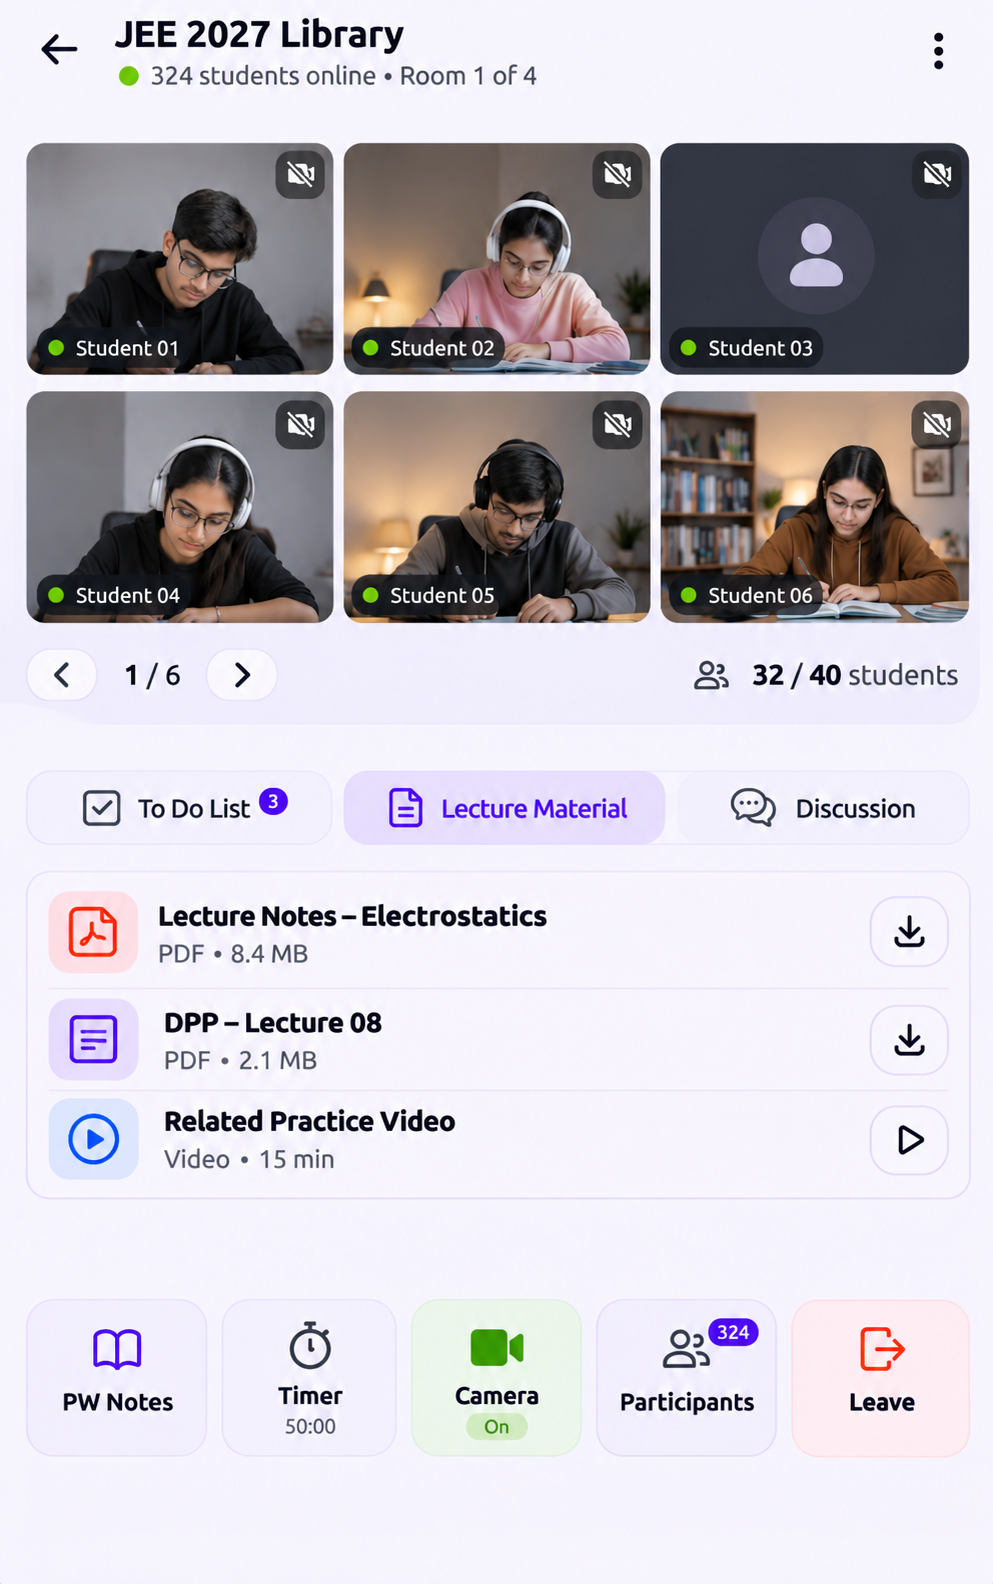 JEE 2027 Library
324 students online • Room 1 of 4
Student 01
Student 02
Student 03
Student 04
Student 05
Student 06
1 / 6
32 / 40 students
To Do List 3
Lecture Material
Discussion
Lecture Notes – Electrostatics
PDF • 8.4 MB
DPP – Lecture 08
PDF • 2.1 MB
Related Practice Video
Video • 15 min
PW Notes
Timer
50:00
Camera
On
324
Participants
Leave